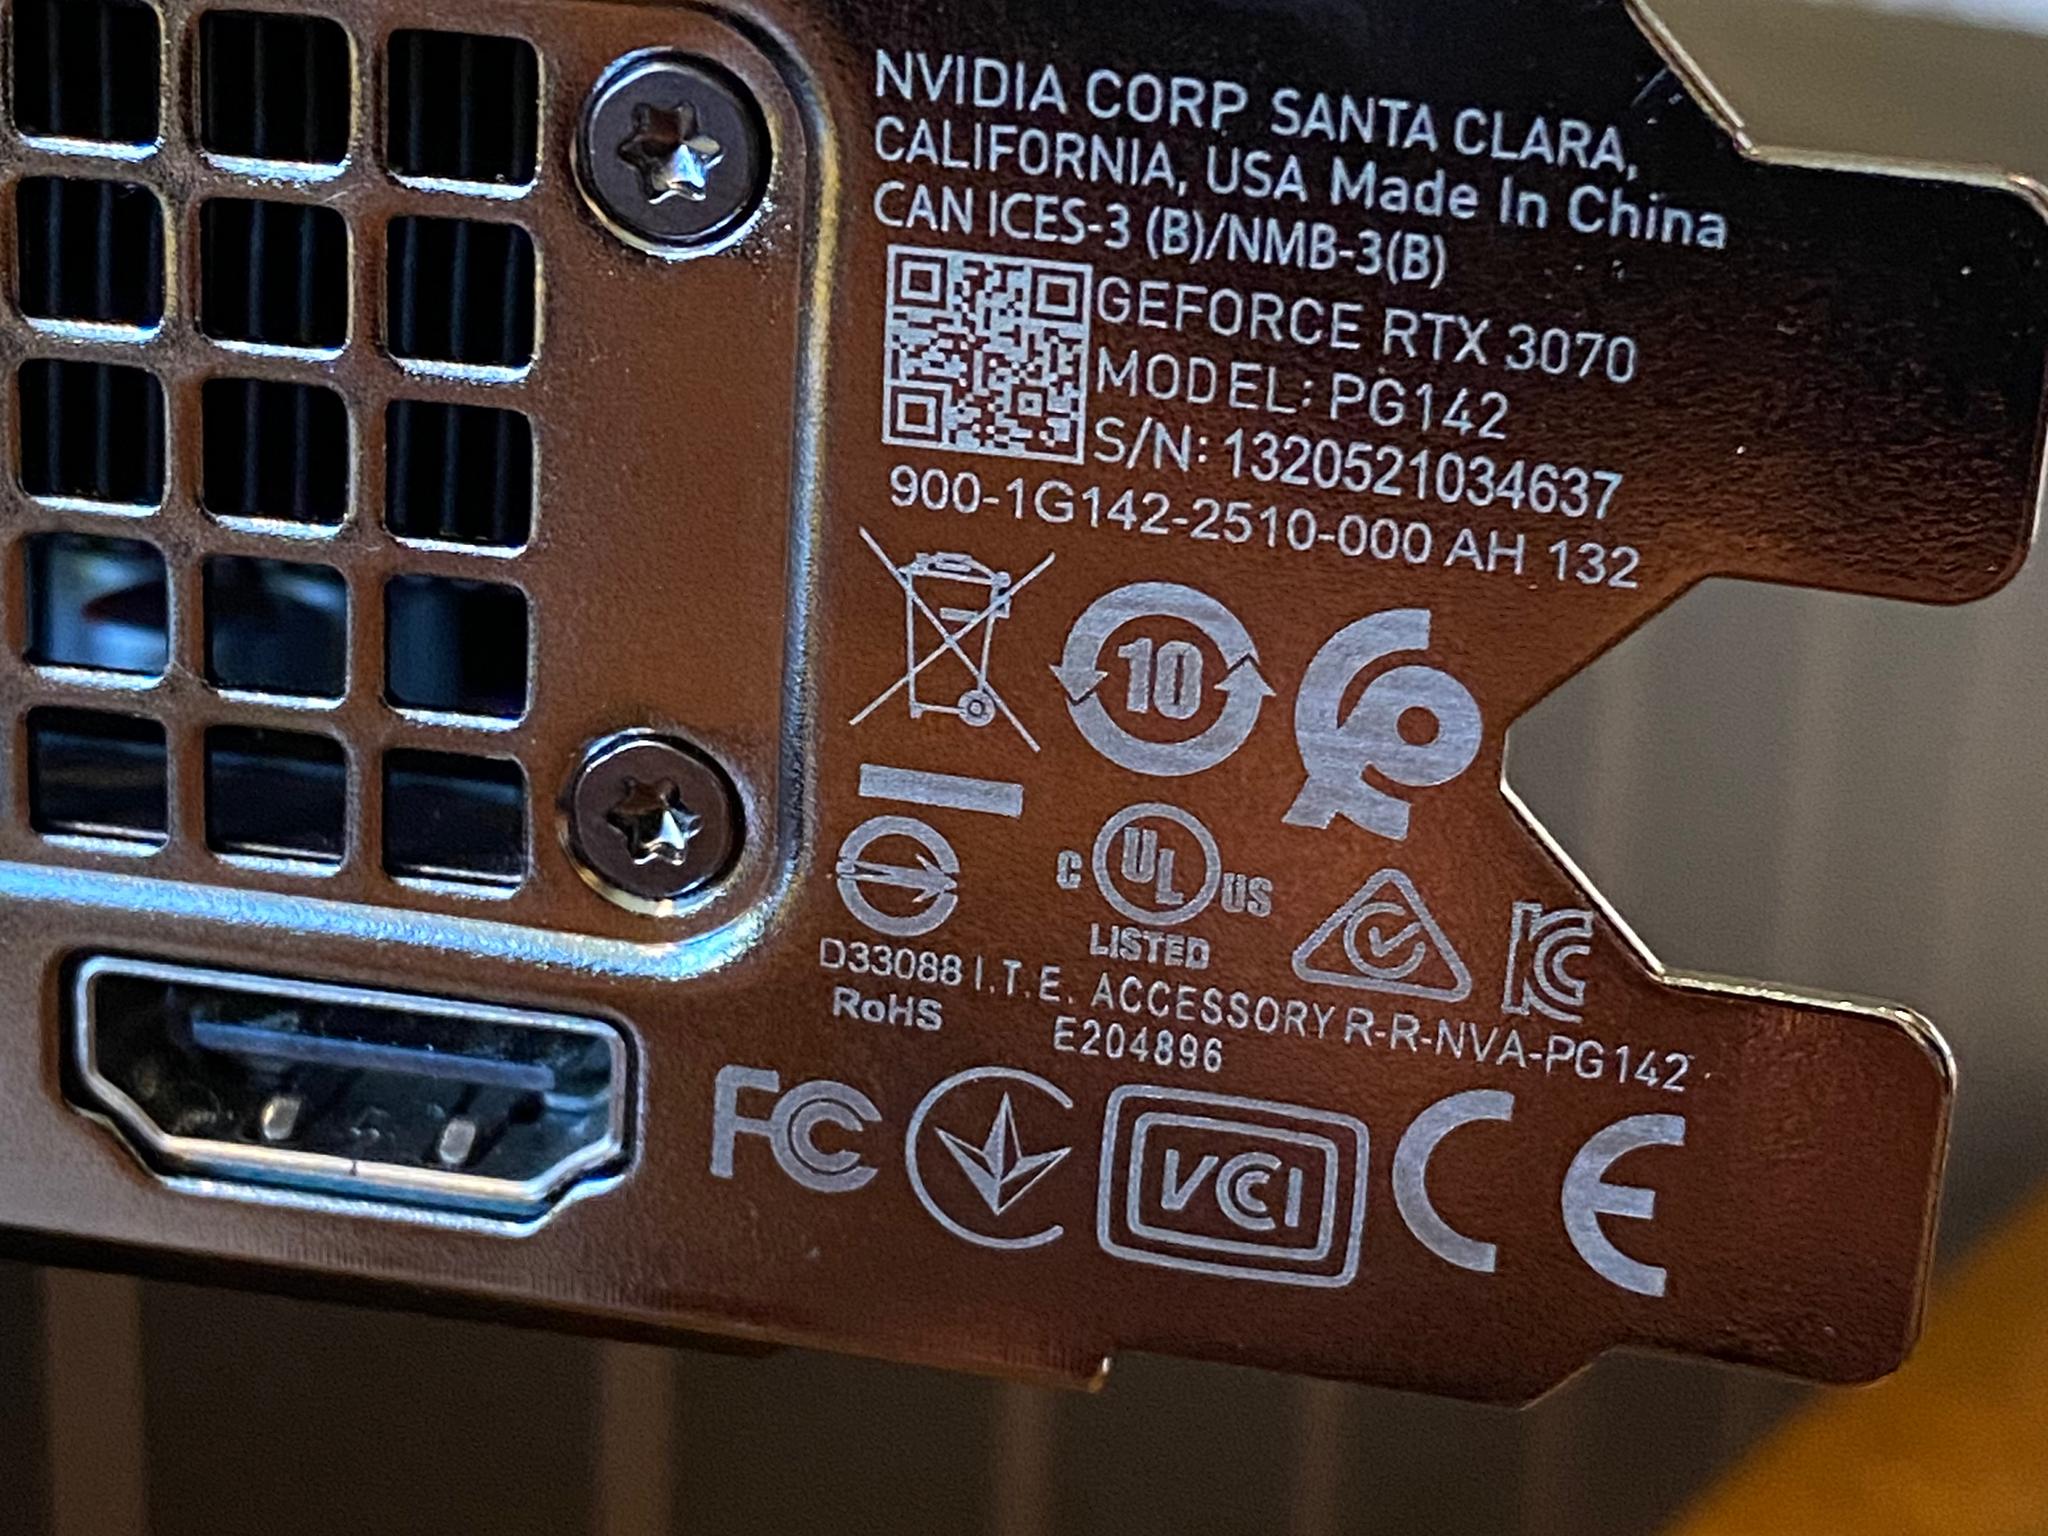 NVIDIA CORP SANTA CLARA,
CALIFORNIA, USA Made In China
CAN ICES-3 (B)/NMB-3(B)
GEFORCE RTX 3070
MODEL: PG142
S/N: 1320521034637
900-1G142-2510-000 AH 132
10
C UL US
LISTED
D33088 I.T.E. ACCESSORY R-R-NVA-PG142
RoHS
E204896
FC VCCI CE